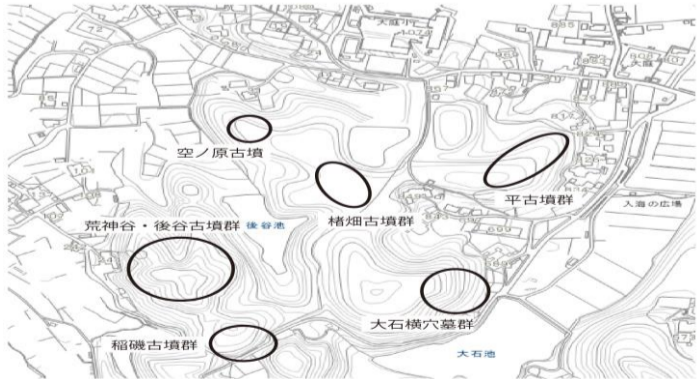 大庭
空ノ原古墳
楮畑古墳群
平古墳群
入海の広場
荒神谷・後谷古墳群
後谷池
大石横穴墓群
稲磯古墳群
大石池